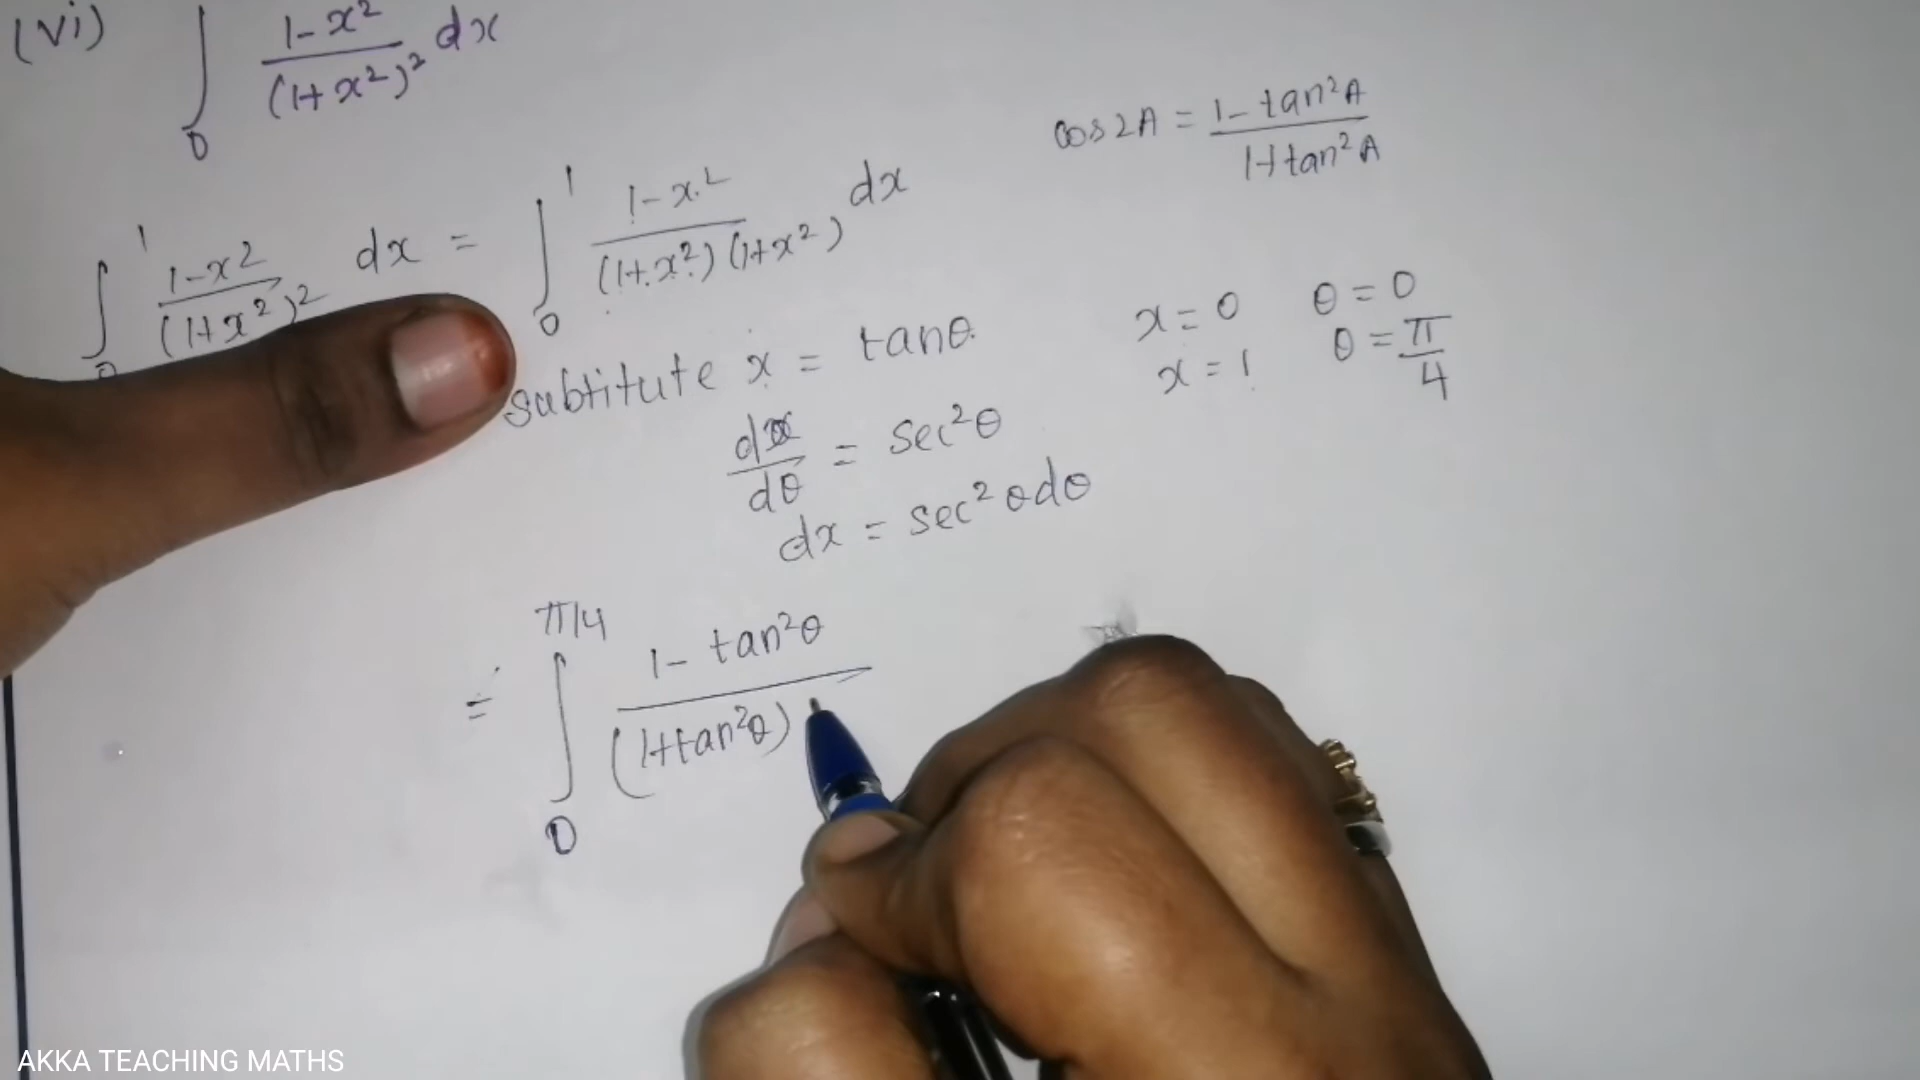 (vi) ∫₀ 1-x²/(1+x²)² dx
cos2A = 1-tan²A/1+tan²A
∫₀¹ 1-x²/(1+x²)² dx = ∫₀¹ 1-x²/(1+x²)(1+x²) dx
subtitute x = tanθ
x=0 θ=0
x=1 θ=π/4
dx/dθ = sec²θ
dx = sec²θdθ
= ∫₀^π/4 1-tan²θ/(1+tan²θ)
AKKA TEACHING MATHS